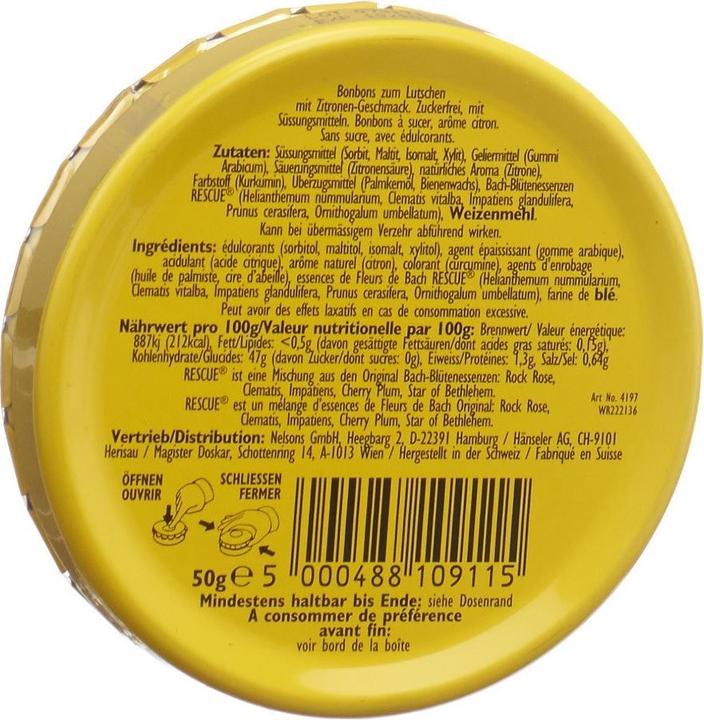 Bonbons zum Lutschen
mit Zitronen-Geschmack. Zuckerfrei, mit
Süssungsmitteln. Bonbons à sucer, arôme citron.
Sans sucre, avec édulcorants.
Zutaten: Süssungsmittel (Sorbit, Maltit, Isomalt, Xylit), Geliermittel (Gummi
Arabicum), Säuerungsmittel (Zitronensäure), natürliches Aroma (Zitrone),
Farbstoff (Kurkumin), Überzugsmittel (Palmkernöl, Bienenwachs), Bach-Blütenessenzen
RESCUE® (Helianthemum nummularium, Clematis vitalba, Impatiens glandulifera,
Prunus cerasifera, Ornithogalum umbellatum), Weizenmehl.
Kann bei übermässigem Verzehr abführend wirken.
Ingrédients: édulcorants (sorbitol, maltitol, isomalt, xylitol), agent épaississant (gomme arabique),
acidulant (acide citrique), arôme naturel (citron), colorant (curcumine), agents d'enrobage
(huile de palmiste, cire d'abeille), essences de Fleurs de Bach RESCUE® (Helianthemum nummularium,
Clematis vitalba, Impatiens glandulifera, Prunus cerasifera, Ornithogalum umbellatum), farine de blé.
Peut avoir des effets laxatifs en cas de consommation excessive.
Nährwert pro 100g/Valeur nutritionelle par 100g: Brennwert/ Valeur énergétique:
887kj (212kcal), Fett/Lipides: <0,5g (davon gesättigte Fettsäuren/dont acides gras saturés: 0,15g),
Kohlenhydrate/Glucides: 47g (davon Zucker/dont sucres: 0g), Eiweiss/Protéines: 1,3g, Salz/Sel: 0,64g
RESCUE® ist eine Mischung aus den Original Bach-Blütenessenzen: Rock Rose,
Clematis, Impatiens, Cherry Plum, Star of Bethlehem.
RESCUE® est un mélange d'essences de Fleurs de Bach Original: Rock Rose,
Clematis, Impatiens, Cherry Plum, Star of Bethlehem.
Art No. 4197
WR222136
Vertrieb/Distribution: Nelsons GmbH, Heegbarg 2, D-22391 Hamburg / Hänseler AG, CH-9101
Herisau / Magister Doskar, Schottenring 14, A-1013 Wien / Hergestellt in der Schweiz / Fabriqué en Suisse
ÖFFNEN
OUVRIR
SCHLIESSEN
FERMER
50g e 5 000488 109115
Mindestens haltbar bis Ende: siehe Dosenrand
A consommer de préférence
avant fin:
voir bord de la boîte